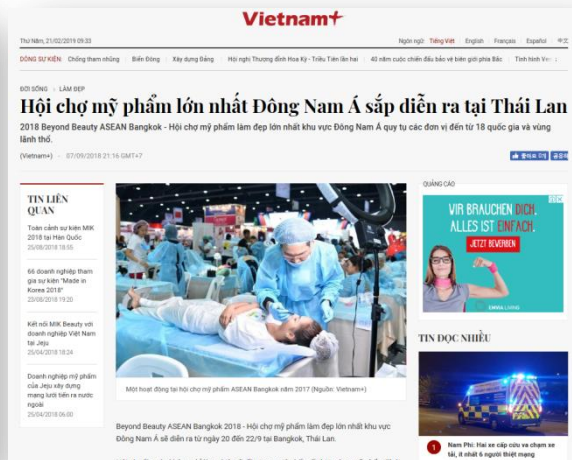 Vietnam+
Thứ Năm, 21/02/2019 09:33
Ngôn ngữ: Tiếng Việt English Français Español 中文
DÒNG SỰ KIỆN: Chống tham nhũng Biển Đông Xây dựng Đảng Hội nghị Thượng đỉnh Hoa Kỳ - Triều Tiên lần hai 40 năm cuộc chiến đấu bảo vệ biên giới phía Bắc Tình hình
ĐỜI SỐNG LÀM ĐẸP
Hội chợ mỹ phẩm lớn nhất Đông Nam Á sắp diễn ra tại Thái Lan
2018 Beyond Beauty ASEAN Bangkok - Hội chợ mỹ phẩm làm đẹp lớn nhất khu vực Đông Nam Á quy tụ các đơn vị đến từ 18 quốc gia và vùng
lãnh thổ.
(Vietnam+) 07/09/2018 21:16 GMT+7
TIN LIÊN
QUAN
Toàn cảnh sự kiện MIK
2018 tại Hàn Quốc
25/08/2018 18:55
66 doanh nghiệp tham
gia sự kiện "Made in
Korea 2018"
25/08/2018 19:20
Kết nối MIK Beauty với
doanh nghiệp Việt Nam
tại Jeju
25/04/2018 18:24
Doanh nghiệp mỹ phẩm
của Jeju xây dựng
mạng lưới tiến ra nước
ngoài
25/04/2018 06:00
Một hoạt động tại hội chợ mỹ phẩm ASEAN Bangkok năm 2017 (Nguồn: Vietnam+)
Beyond Beauty ASEAN Bangkok 2018 - Hội chợ mỹ phẩm làm đẹp lớn nhất khu vực
Đông Nam Á sẽ diễn ra từ ngày 20 đến 22/9 tại Bangkok, Thái Lan.
QUẢNG CÁO
WIR BRAUCHEN DICH.
ALLES IST EINFACH.
JETZT BEWERBEN
TIN ĐỌC NHIỀU
1 Nam Phi: Hai xe cấp cứu va chạm xe
tải, ít nhất 6 người thiệt mạng